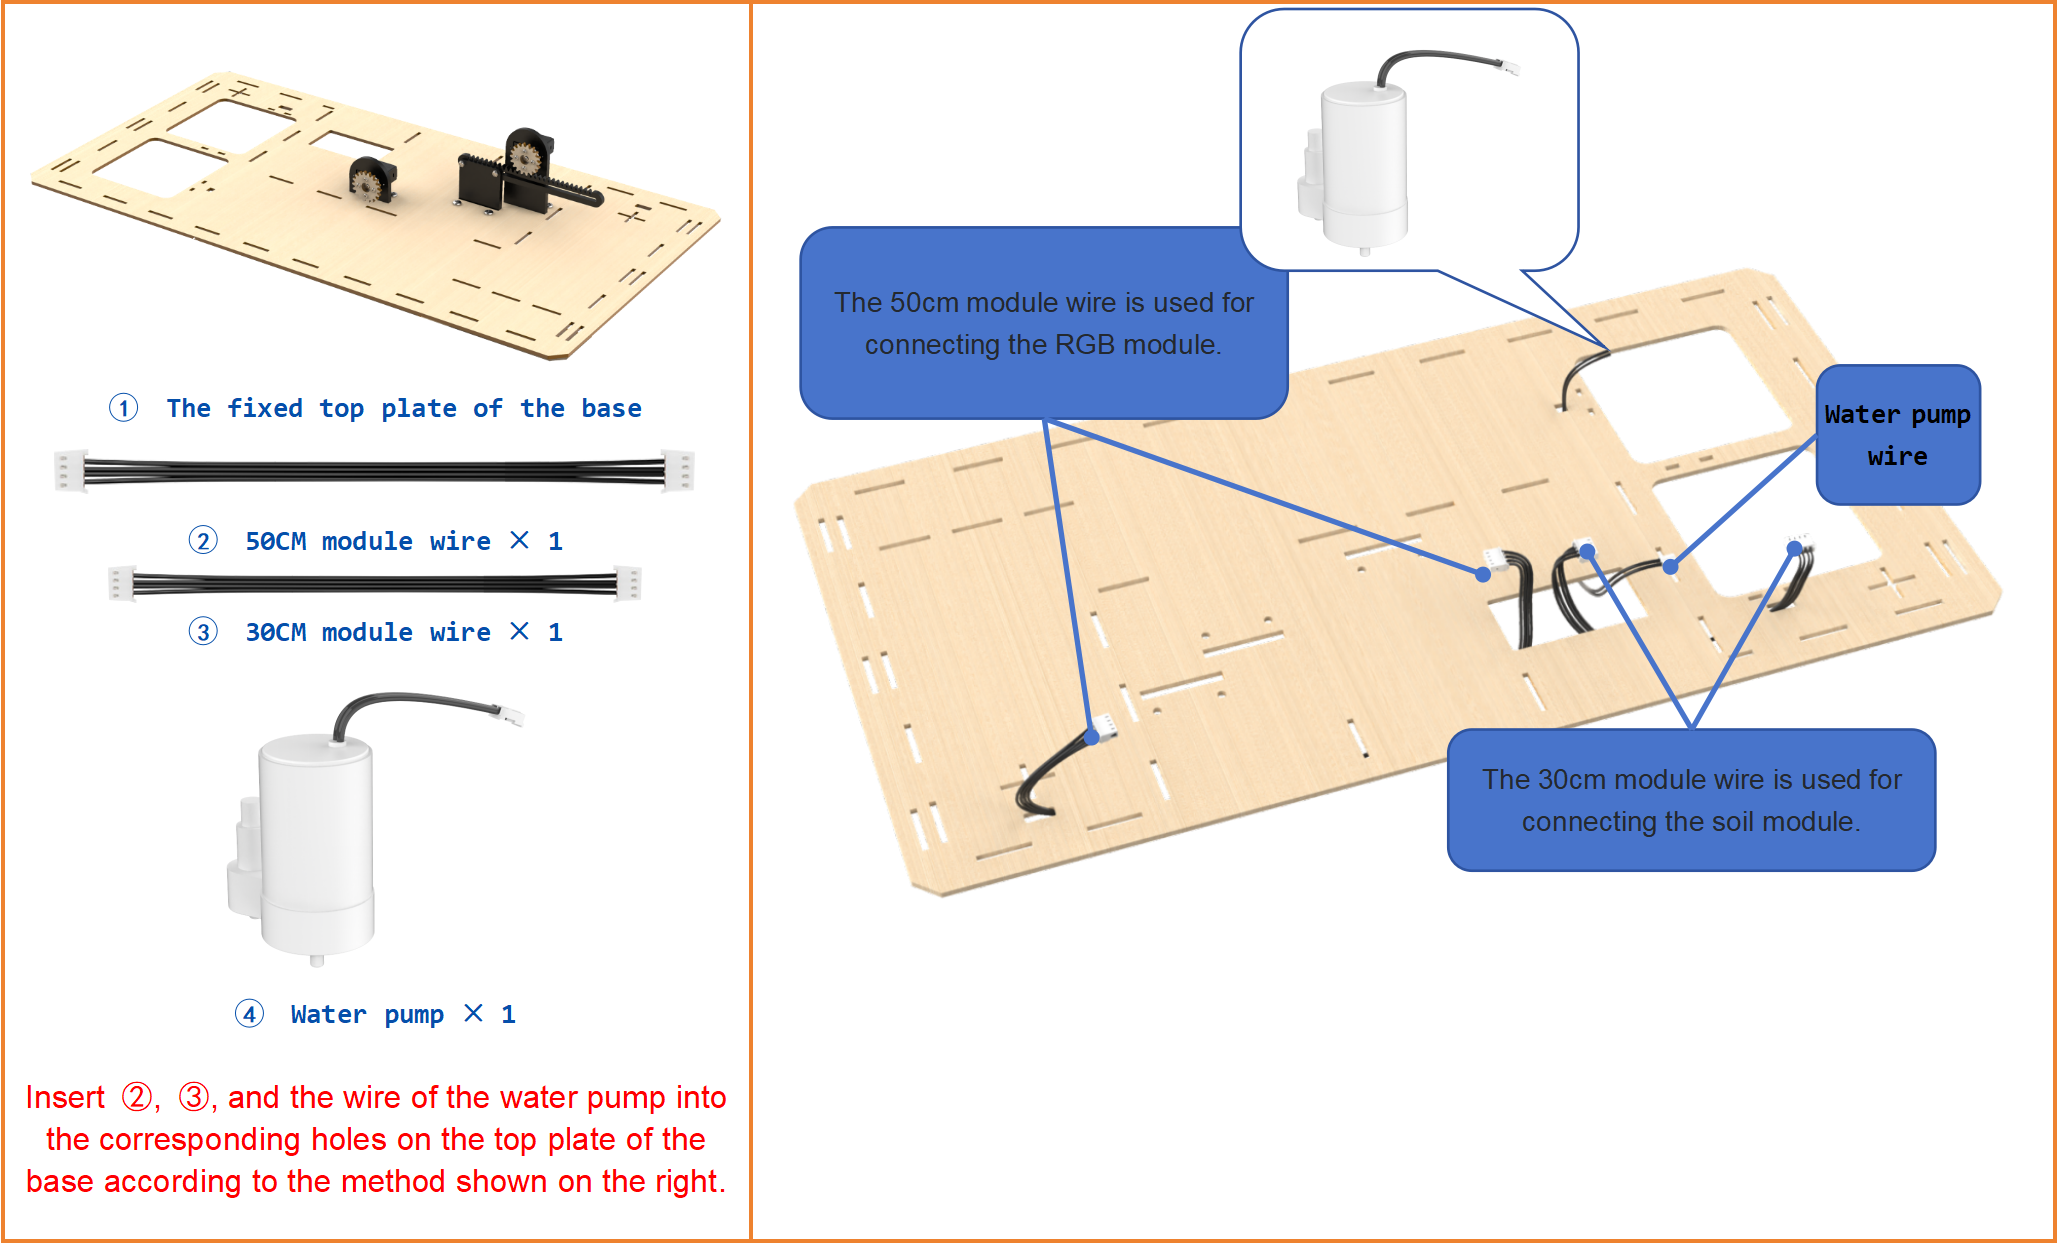 ① The fixed top plate of the base
② 50CM module wire × 1
③ 30CM module wire × 1
④ Water pump × 1
Insert ②, ③, and the wire of the water pump into
the corresponding holes on the top plate of the
base according to the method shown on the right.
The 50cm module wire is used for
connecting the RGB module.
Water pump
wire
The 30cm module wire is used for
connecting the soil module.